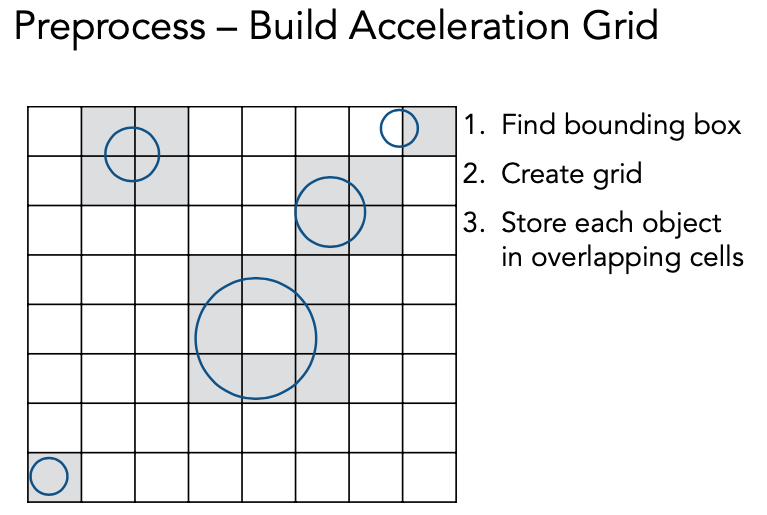 Preprocess – Build Acceleration Grid
1. Find bounding box
2. Create grid
3. Store each object
in overlapping cells